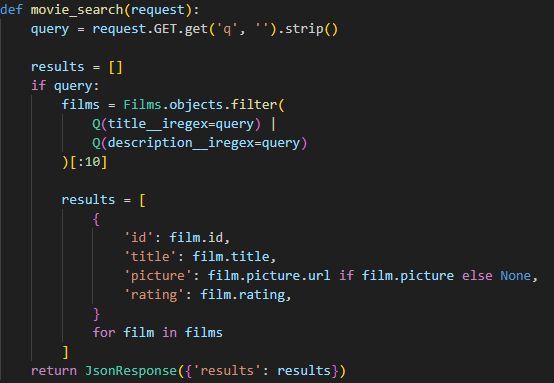 def movie_search(request):
    query = request.GET.get('q', '').strip()

    results = []
    if query:
        films = Films.objects.filter(
            Q(title__iregex=query) |
            Q(description__iregex=query)
        )[:10]

        results = [
            {
                'id': film.id,
                'title': film.title,
                'picture': film.picture.url if film.picture else None,
                'rating': film.rating,
            }
            for film in films
        ]
    return JsonResponse({'results': results})